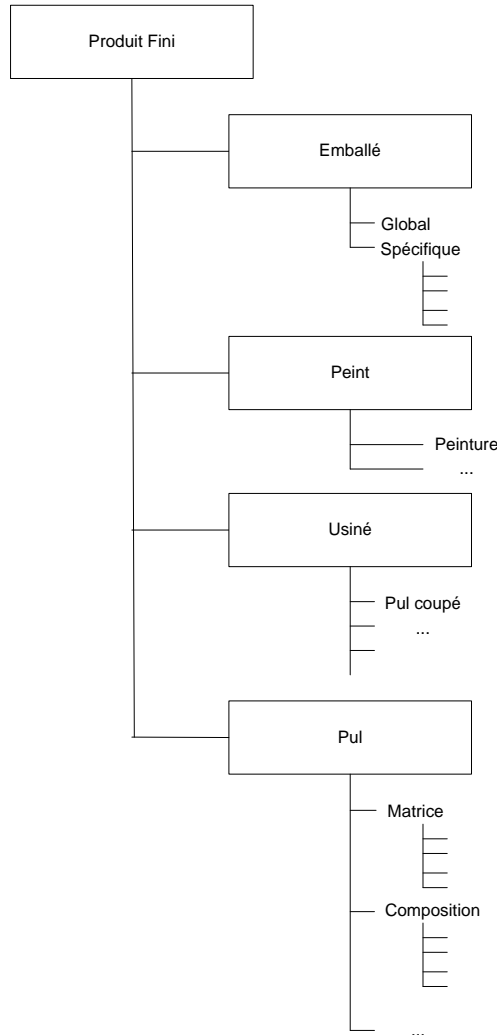 Produit Fini
Emballé
Global
Spécifique
Peint
Peinture
...
Usiné
Pul coupé
...
Pul
Matrice
Composition
...